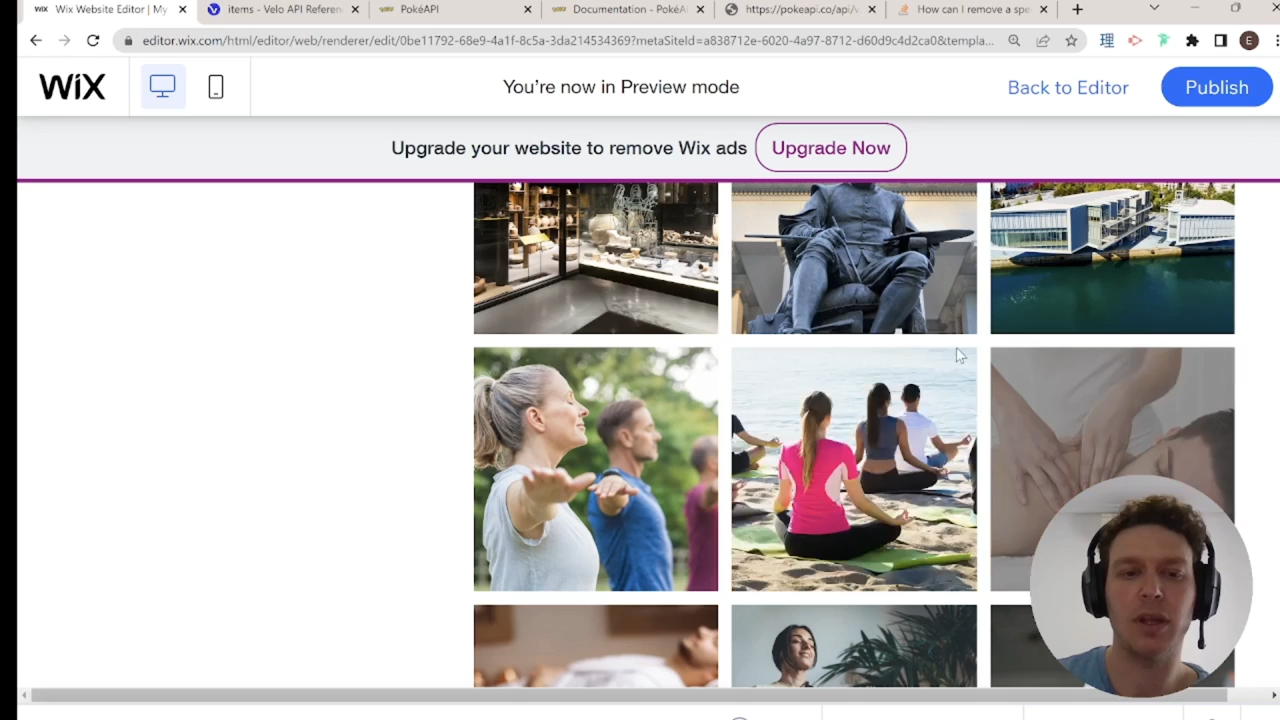 WiX Wix Website Editor | My
items - Velo API Referen
PokéAPI
Documentation - PokéA
https://pokeapi.co/api/v
How can I remove a spe
editor.wix.com/html/editor/web/renderer/edit/0be11792-68e9-4a1f-8c5a-3da214534369?metaSiteId=a838712e-6020-4a97-8712-d60d9c4d2ca0&templa...
理
E
WiX
You're now in Preview mode
Back to Editor
Publish
Upgrade your website to remove Wix ads
Upgrade Now